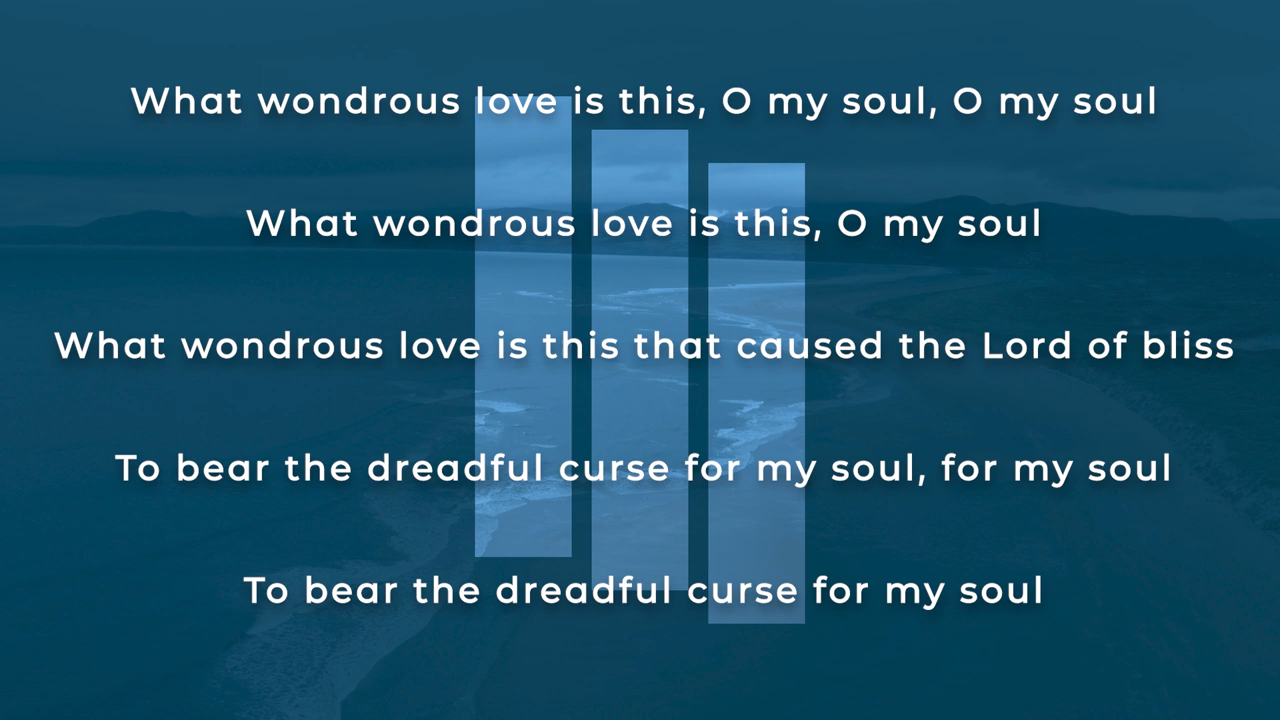 What wondrous love is this, O my soul, O my soul
What wondrous love is this, O my soul
What wondrous love is this that caused the Lord of bliss
To bear the dreadful curse for my soul, for my soul
To bear the dreadful curse for my soul